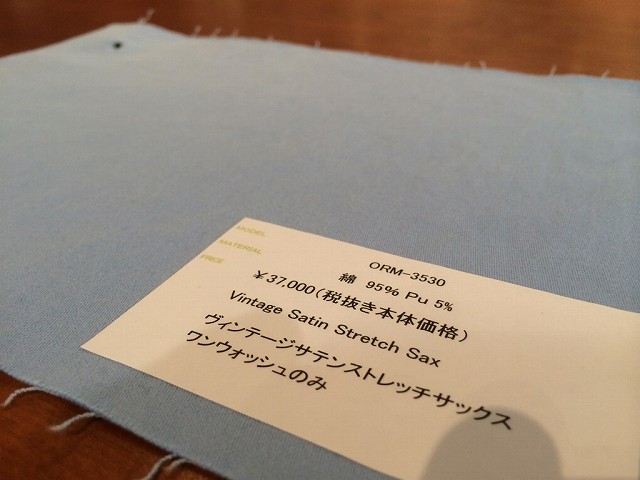 MODEL
ORM-3530
MATERIAL
綿 95% Pu 5%
PRICE
¥37,000(税抜き本体価格)
Vintage Satin Stretch Sax
ヴィンテージサテンストレッチサックス
ワンウォッシュのみ